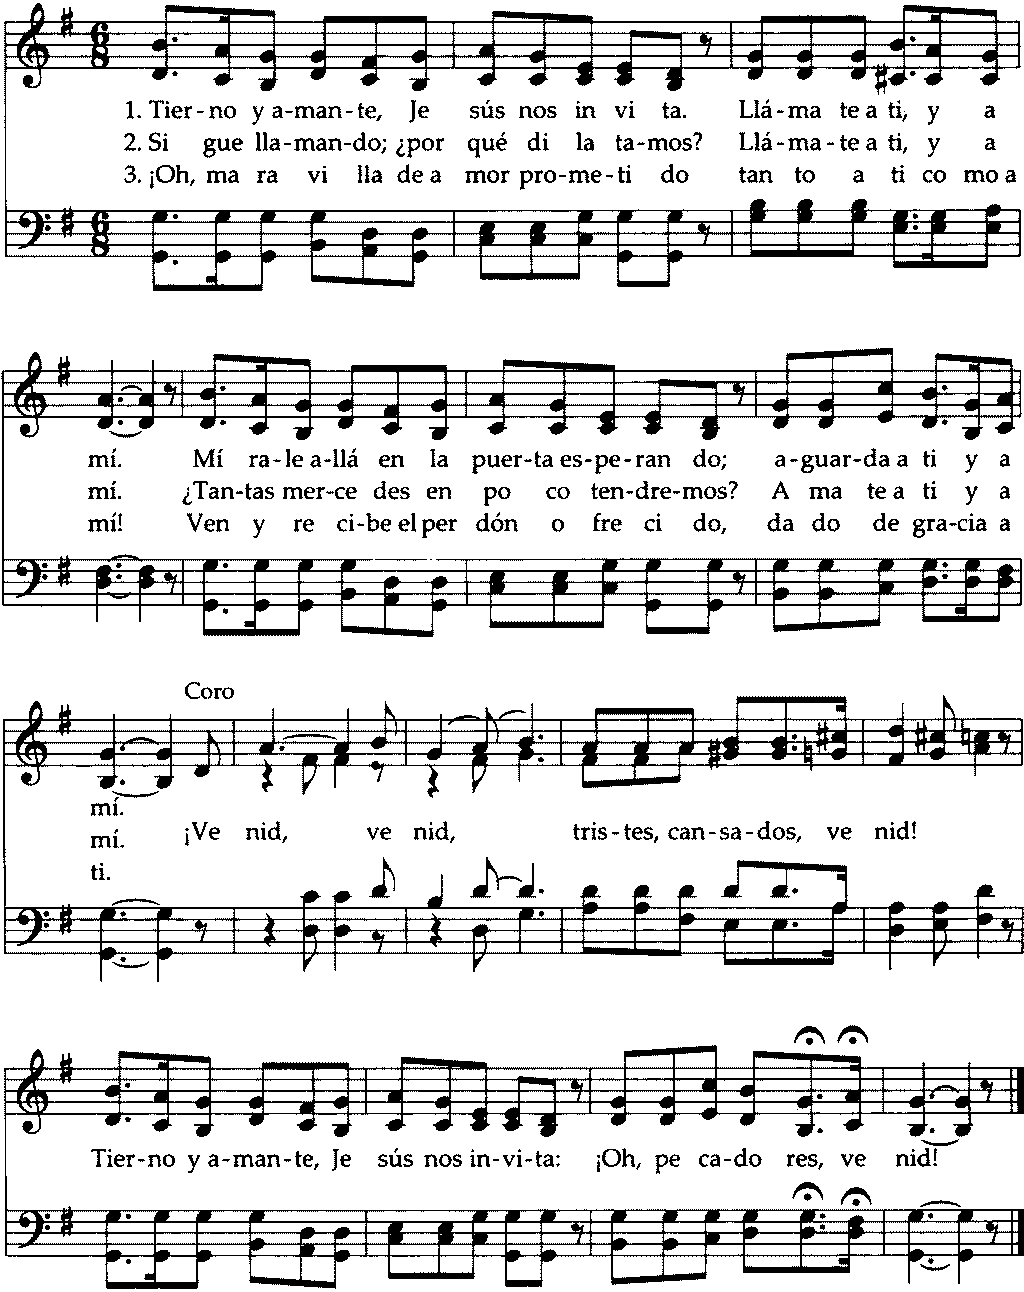 1. Tier-no y a-man-te, Je sús nos in vi ta. Llá-ma te a ti, y a
2. Si gue lla-man-do; ¿por qué di la ta-mos? Llá-ma-te a ti, y a
3. ¡Oh, ma ra vi lla de a mor pro-me-ti do tan to a ti co mo a
mí. Mí ra-le a-llá en la puer-ta es-pe-ran do; a-guar-da a ti y a
mí. ¿Tan-tas mer-ce des en po co ten-dre-mos? A ma te a ti y a
mí! Ven y re ci-be el per dón o fre ci do, da do de gra-cia a
Coro
mí.
mí. ¡Ve nid, ve nid, tris-tes, can-sa-dos, ve nid!
ti.
Tier-no y a-man-te, Je sús nos in-vi-ta: ¡Oh, pe ca-do res, ve nid!